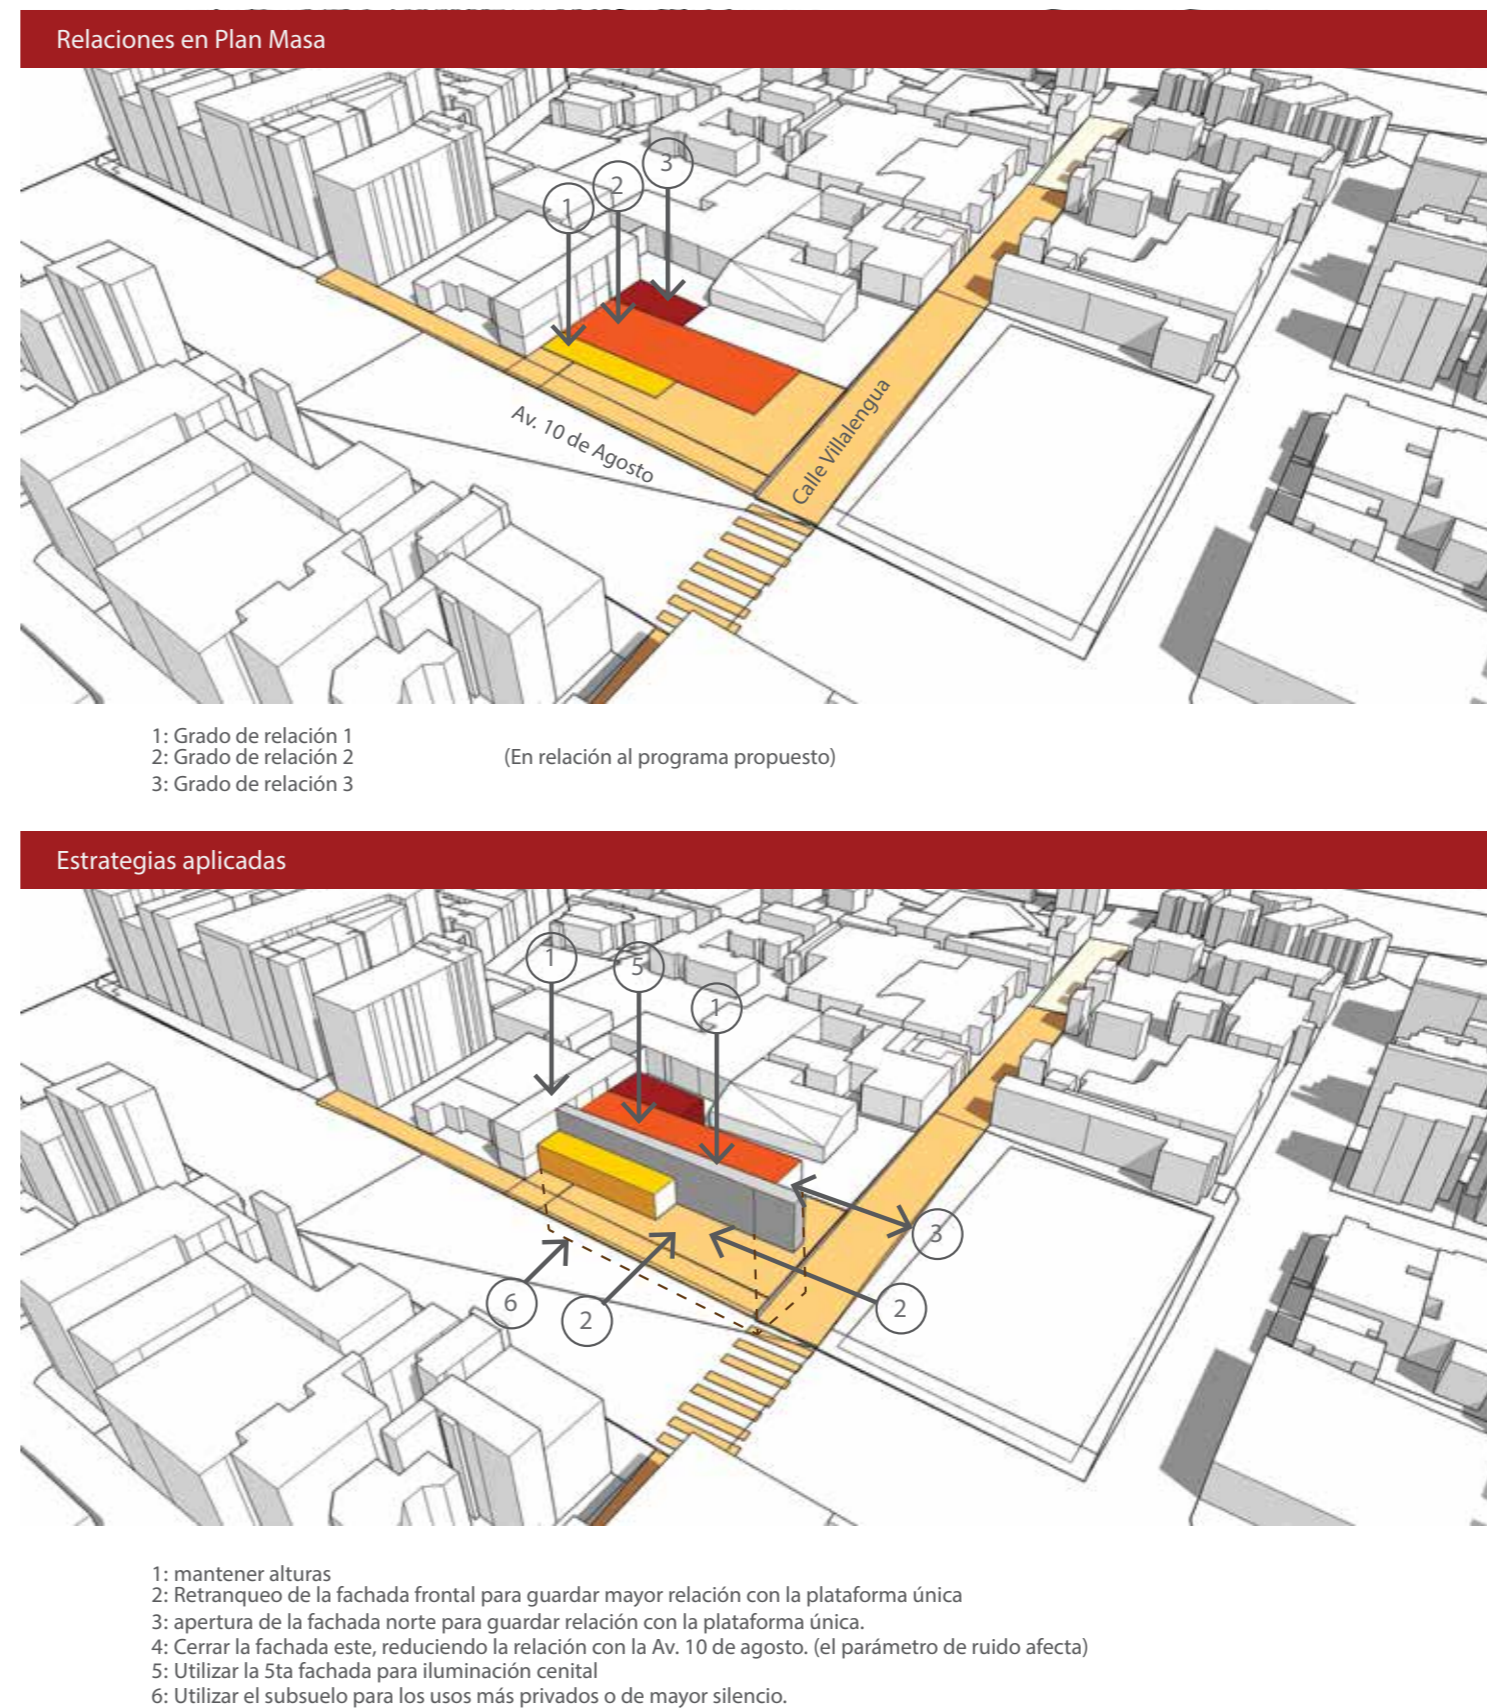 Relaciones en Plan Masa
1
2
3
Av. 10 de Agosto
Calle Villalengua
1: Grado de relación 1
2: Grado de relación 2
(En relación al programa propuesto)
3: Grado de relación 3
Estrategias aplicadas
1
5
1
3
6
2
2
1: mantener alturas
2: Retranqueo de la fachada frontal para guardar mayor relación con la plataforma única
3: apertura de la fachada norte para guardar relación con la plataforma única.
4: Cerrar la fachada este, reduciendo la relación con la Av. 10 de agosto. (el parámetro de ruido afecta)
5: Utilizar la 5ta fachada para iluminación cenital
6: Utilizar el subsuelo para los usos más privados o de mayor silencio.